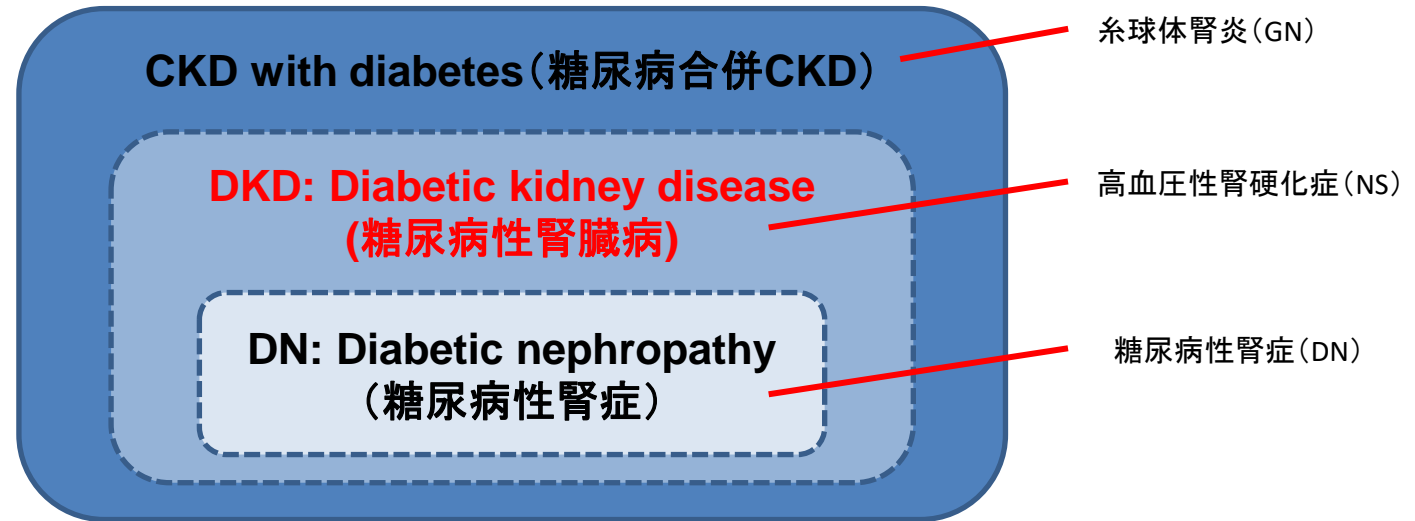 CKD with diabetes（糖尿病合併CKD）
糸球体腎炎（GN）
DKD: Diabetic kidney disease
(糖尿病性腎臓病)
高血圧性腎硬化症（NS）
DN: Diabetic nephropathy
（糖尿病性腎症）
糖尿病性腎症（DN）